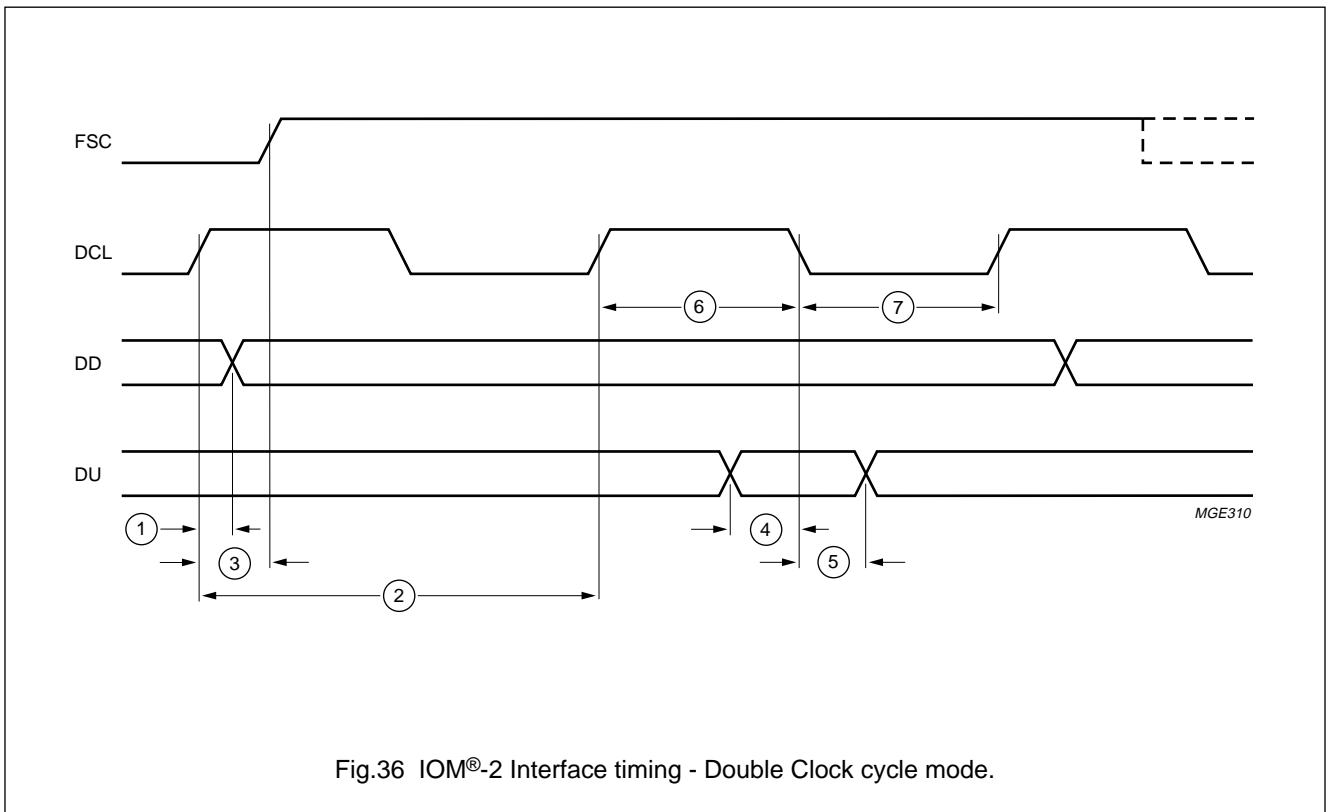 FSC
DCL
6
7
DD
DU
MGE310
1
4
3
5
2
Fig.36 IOM®-2 Interface timing - Double Clock cycle mode.